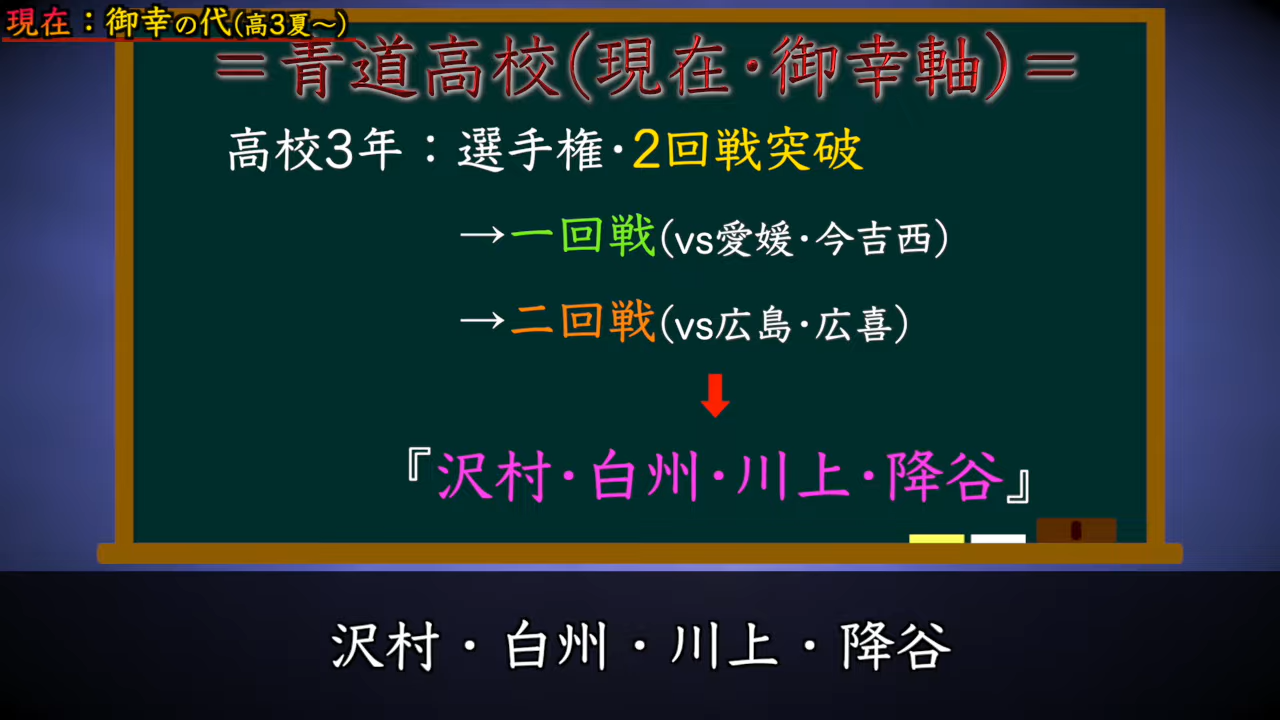 現在：御幸の代(高3夏～)
＝青道高校(現在・御幸軸)＝
高校3年：選手権・2回戦突破
→一回戦(vs愛媛・今吉西)
→二回戦(vs広島・広喜)
『沢村・白州・川上・降谷』
沢村・白州・川上・降谷